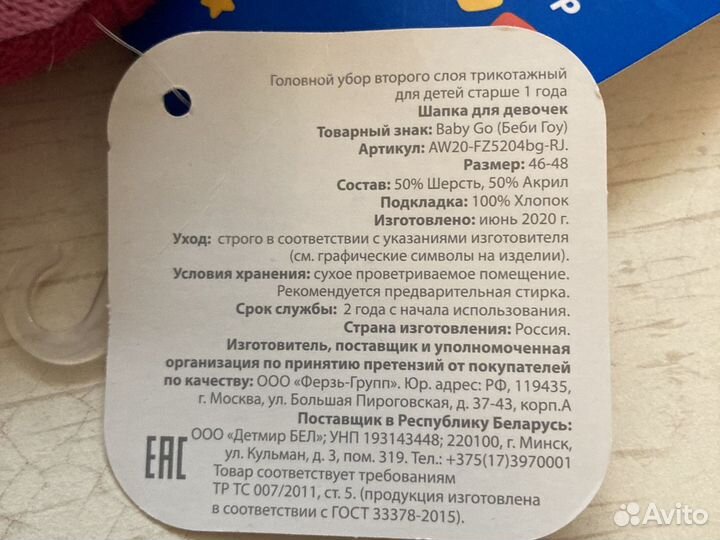 Р
Головной убор второго слоя трикотажный
для детей старше 1 года
Шапка для девочек
Товарный знак: Baby Go (Беби Гоу)
Артикул: AW20-FZ5204bg-RJ.
Размер: 46-48
Состав: 50% Шерсть, 50% Акрил
Подкладка: 100% Хлопок
Изготовлено: июнь 2020 г.
Уход: строго в соответствии с указаниями изготовителя
(см. графические символы на изделии).
Условия хранения: сухое проветриваемое помещение.
Рекомендуется предварительная стирка.
Срок службы: 2 года с начала использования.
Страна изготовления: Россия.
Изготовитель, поставщик и уполномоченная
организация по принятию претензий от покупателей
по качеству: ООО «Ферзь-Групп». Юр. адрес: РФ, 119435,
г. Москва, ул. Большая Пироговская, д. 37-43, корп.А
Поставщик в Республику Беларусь:
ООО «Детмир БЕЛ»; УНП 193143448; 220100, г. Минск,
ул. Кульман, д. 3, пом. 319. Тел.: +375(17)3970001
Товар соответствует требованиям
ТР ТС 007/2011, ст. 5. (продукция изготовлена
в соответствии с ГОСТ 33378-2015).
EAC
Avito